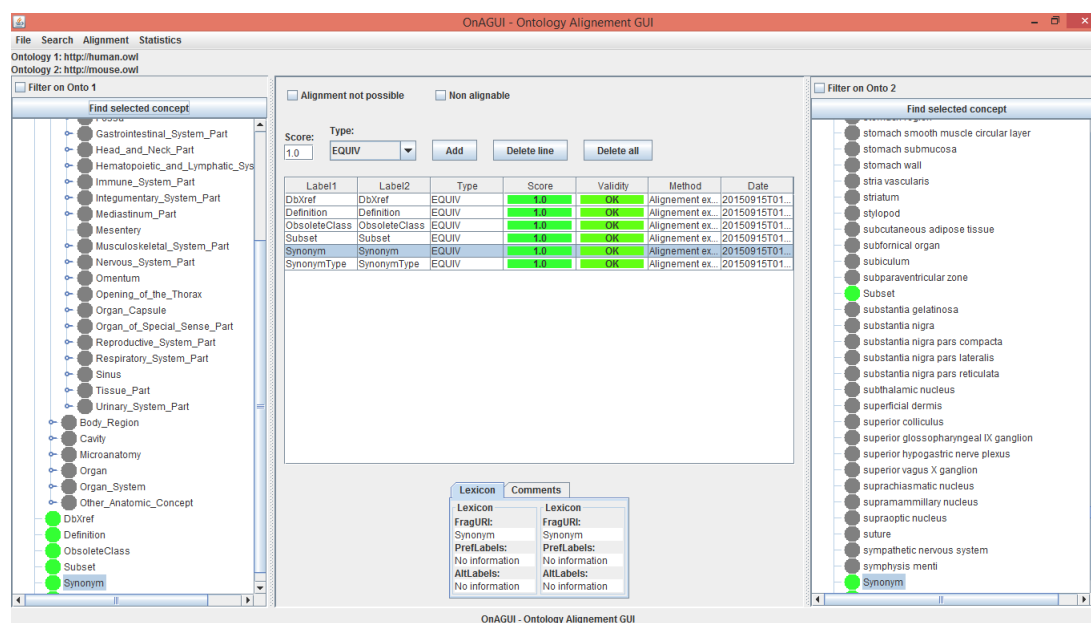 OnAGUI - Ontology Alignement GUI
File Search Alignment Statistics
Ontology 1: http://human.owl
Ontology 2: http://mouse.owl
Filter on Onto 1
Find selected concept
Gastrointestinal_System_Part
Head_and_Neck_Part
Hematopoietic_and_Lymphatic_Sys
Immune_System_Part
Integumentary_System_Part
Mediastinum_Part
Mesentery
Musculoskeletal_System_Part
Nervous_System_Part
Omentum
Opening_of_the_Thorax
Organ_Capsule
Organ_of_Special_Sense_Part
Reproductive_System_Part
Respiratory_System_Part
Sinus
Tissue_Part
Urinary_System_Part
Body_Region
Cavity
Microanatomy
Organ
Organ_System
Other_Anatomic_Concept
DbXref
Definition
ObsoleteClass
Subset
Synonym
Alignment not possible Non alignable
Score: Type:
1.0 EQUIV Add Delete line Delete all
Label1 Label2 Type Score Validity Method Date
DbXref DbXref EQUIV 1.0 OK Alignement ex... 20150915T01...
Definition Definition EQUIV 1.0 OK Alignement ex... 20150915T01...
ObsoleteClass ObsoleteClass EQUIV 1.0 OK Alignement ex... 20150915T01...
Subset Subset EQUIV 1.0 OK Alignement ex... 20150915T01...
Synonym Synonym EQUIV 1.0 OK Alignement ex... 20150915T01...
SynonymType SynonymType EQUIV 1.0 OK Alignement ex... 20150915T01...
Lexicon Comments
Lexicon Lexicon
FragURI: FragURI:
Synonym Synonym
PrefLabels: PrefLabels:
No information No information
AltLabels: AltLabels:
No information No information
Filter on Onto 2
Find selected concept
stomach region
stomach smooth muscle circular layer
stomach submucosa
stomach wall
stria vascularis
striatum
stylopod
subcutaneous adipose tissue
subfornical organ
subiculum
subparaventricular zone
Subset
substantia gelatinosa
substantia nigra
substantia nigra pars compacta
substantia nigra pars lateralis
substantia nigra pars reticulata
subthalamic nucleus
superficial dermis
superior colliculus
superior glossopharyngeal IX ganglion
superior hypogastric nerve plexus
superior vagus X ganglion
suprachiasmatic nucleus
supramammillary nucleus
supraoptic nucleus
suture
sympathetic nervous system
symphysis menti
Synonym
OnAGUI - Ontology Alignement GUI